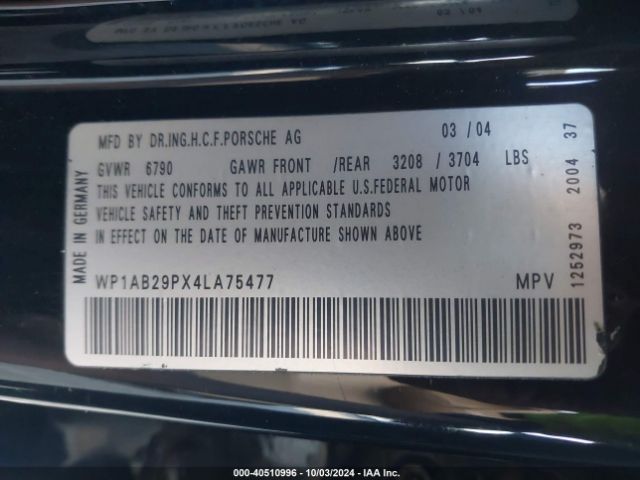 03 / 04
MFD BY DR.ING.H.C.F.PORSCHE AG 03 / 04
GVWR 6790 GAWR FRONT /REAR 3208 / 3704 LBS
THIS VEHICLE CONFORMS TO ALL APPLICABLE U.S.FEDERAL MOTOR
VEHICLE SAFETY AND THEFT PREVENTION STANDARDS
IN EFFECT ON THE DATE OF MANUFACTURE SHOWN ABOVE
WP1AB29PX4LA75477 MPV
MADE IN GERMANY
1252973 2004 37
000-40510996 - 10/03/2024 - IAA Inc.